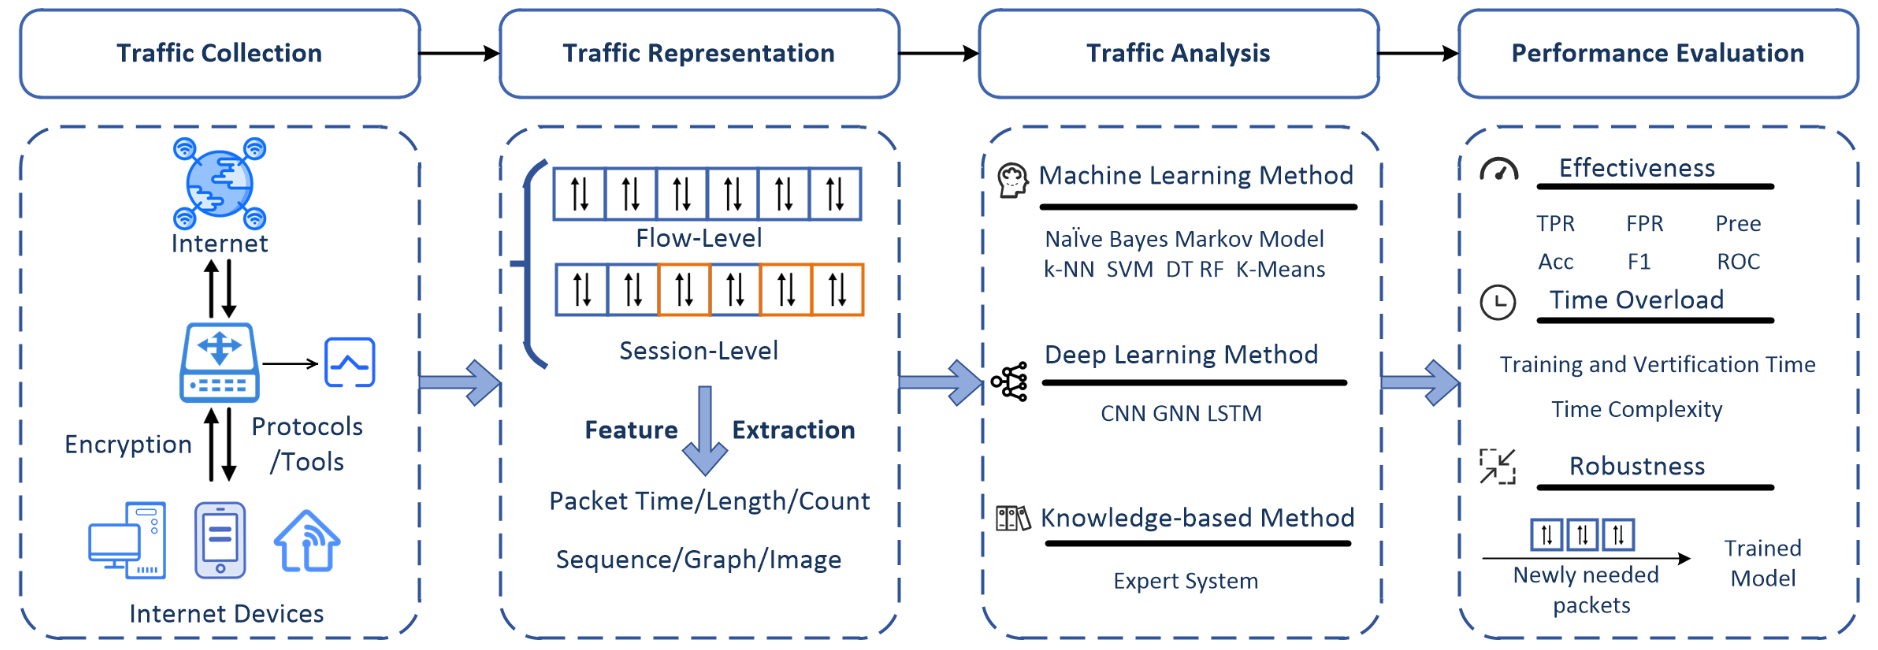 Traffic Collection
Traffic Representation
Traffic Analysis
Performance Evaluation
Internet
Encryption
Protocols
/Tools
Internet Devices
Flow-Level
Session-Level
Feature Extraction
Packet Time/Length/Count
Sequence/Graph/Image
Machine Learning Method
NaÏve Bayes Markov Model
k-NN SVM DT RF K-Means
Deep Learning Method
CNN GNN LSTM
Knowledge-based Method
Expert System
Effectiveness
TPR FPR Pree
Acc F1 ROC
Time Overload
Training and Vertification Time
Time Complexity
Robustness
Newly needed
packets
Trained
Model